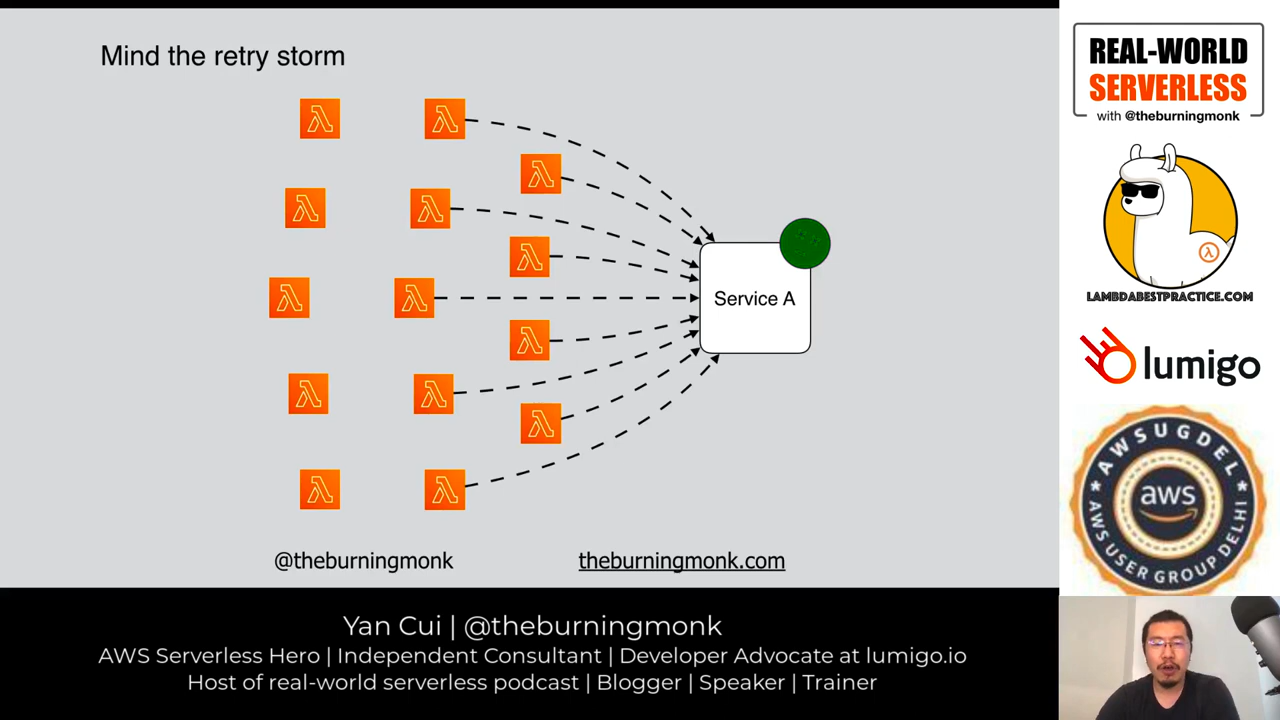 Mind the retry storm
Service A
@theburningmonk
theburningmonk.com
Yan Cui | @theburningmonk
AWS Serverless Hero | Independent Consultant | Developer Advocate at lumigo.io
Host of real-world serverless podcast | Blogger | Speaker | Trainer
REAL-WORLD
SERVERLESS
with @theburningmonk
LAMBDABESTPRACTICE.COM
lumigo
* AWSUGDEL *
aws
AWS USER GROUP DELHI